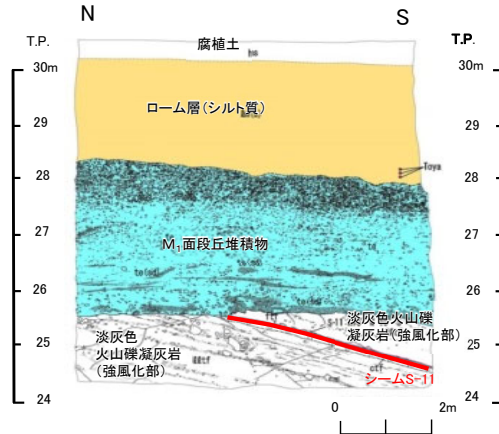 N
S
T.P.
T.P.
腐植土
hs
30m
30m
ローム層(シルト質)
29
29
Toya
28
28
27
27
M₁面段丘堆積物
26
26
淡灰色火山礫
凝灰岩(強風化部)
S-11
淡灰色
火山礫凝灰岩
(強風化部)
25
25
シームS-11
24
24
0
2m